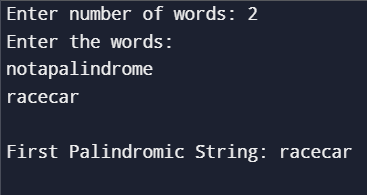 Enter number of words: 2
Enter the words:
notapalindrome
racecar
First Palindromic String: racecar